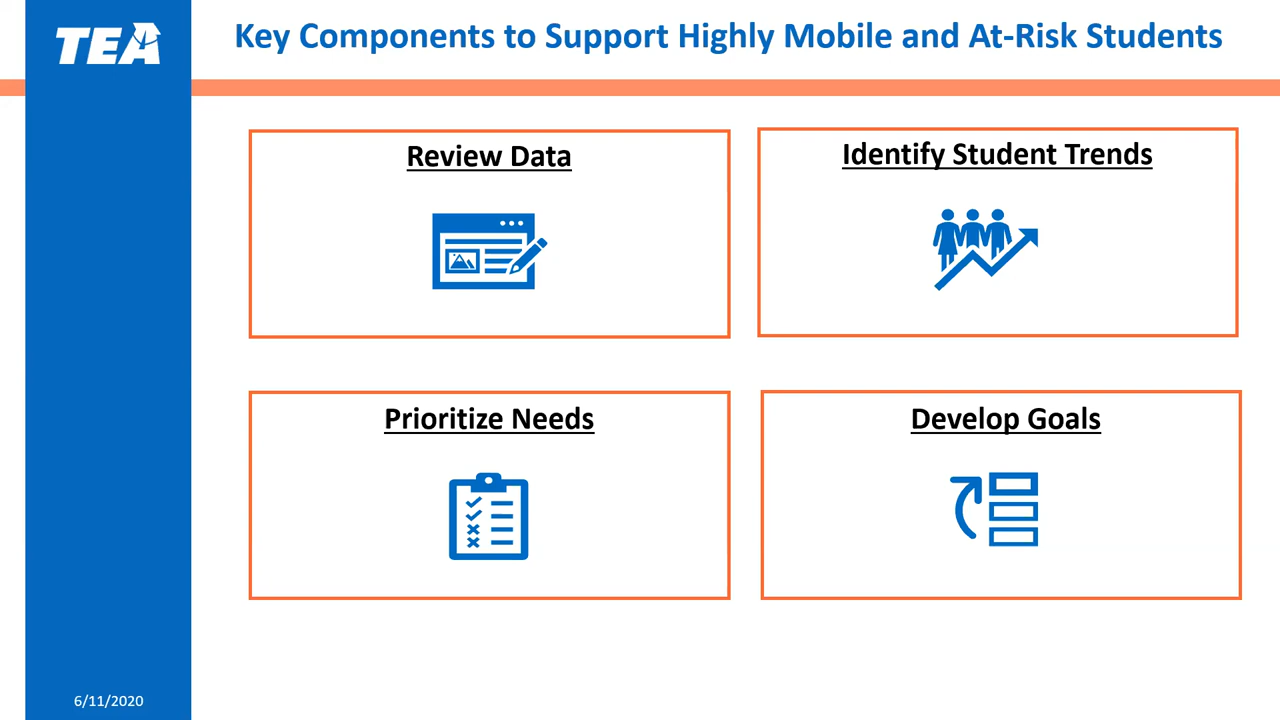 TEA
Key Components to Support Highly Mobile and At-Risk Students
Review Data
Identify Student Trends
Prioritize Needs
Develop Goals
6/11/2020